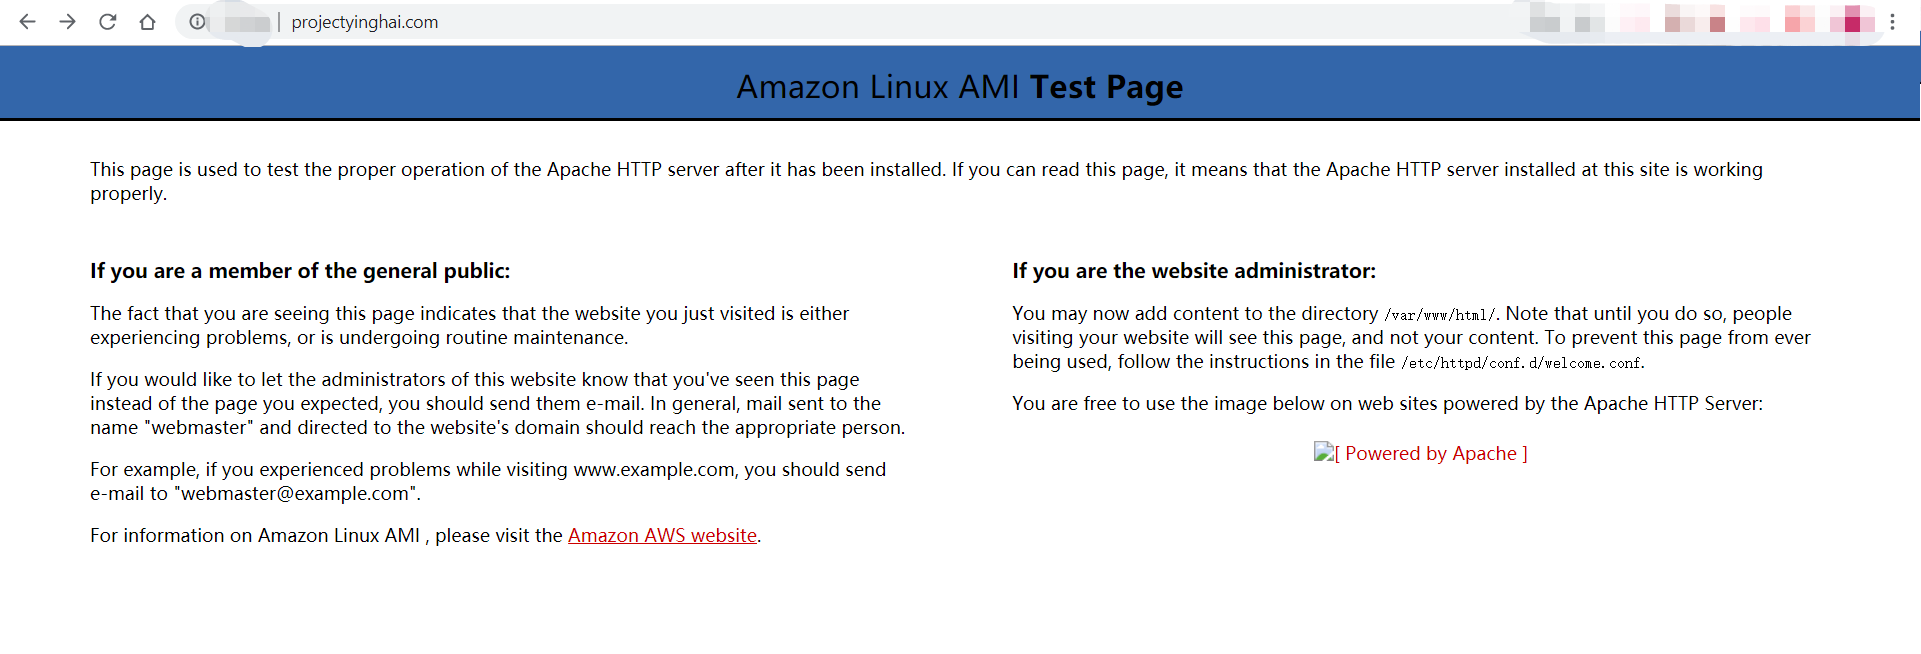 projectyinghai.com
Amazon Linux AMI Test Page
This page is used to test the proper operation of the Apache HTTP server after it has been installed. If you can read this page, it means that the Apache HTTP server installed at this site is working
properly.
If you are a member of the general public:
The fact that you are seeing this page indicates that the website you just visited is either
experiencing problems, or is undergoing routine maintenance.
If you would like to let the administrators of this website know that you've seen this page
instead of the page you expected, you should send them e-mail. In general, mail sent to the
name "webmaster" and directed to the website's domain should reach the appropriate person.
For example, if you experienced problems while visiting www.example.com, you should send
e-mail to "webmaster@example.com".
For information on Amazon Linux AMI , please visit the Amazon AWS website.
If you are the website administrator:
You may now add content to the directory /var/www/html/. Note that until you do so, people
visiting your website will see this page, and not your content. To prevent this page from ever
being used, follow the instructions in the file /etc/httpd/conf.d/welcome.conf.
You are free to use the image below on web sites powered by the Apache HTTP Server:
[ Powered by Apache ]